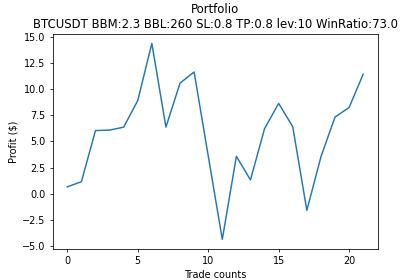 Portfolio
BTCUSDT BBM:2.3 BBL:260 SL:0.8 TP:0.8 lev:10 WinRatio:73.0
15.0
12.5
10.0
7.5
5.0
2.5
0.0
−2.5
−5.0
Profit ($)
0 5 10 15 20
Trade counts